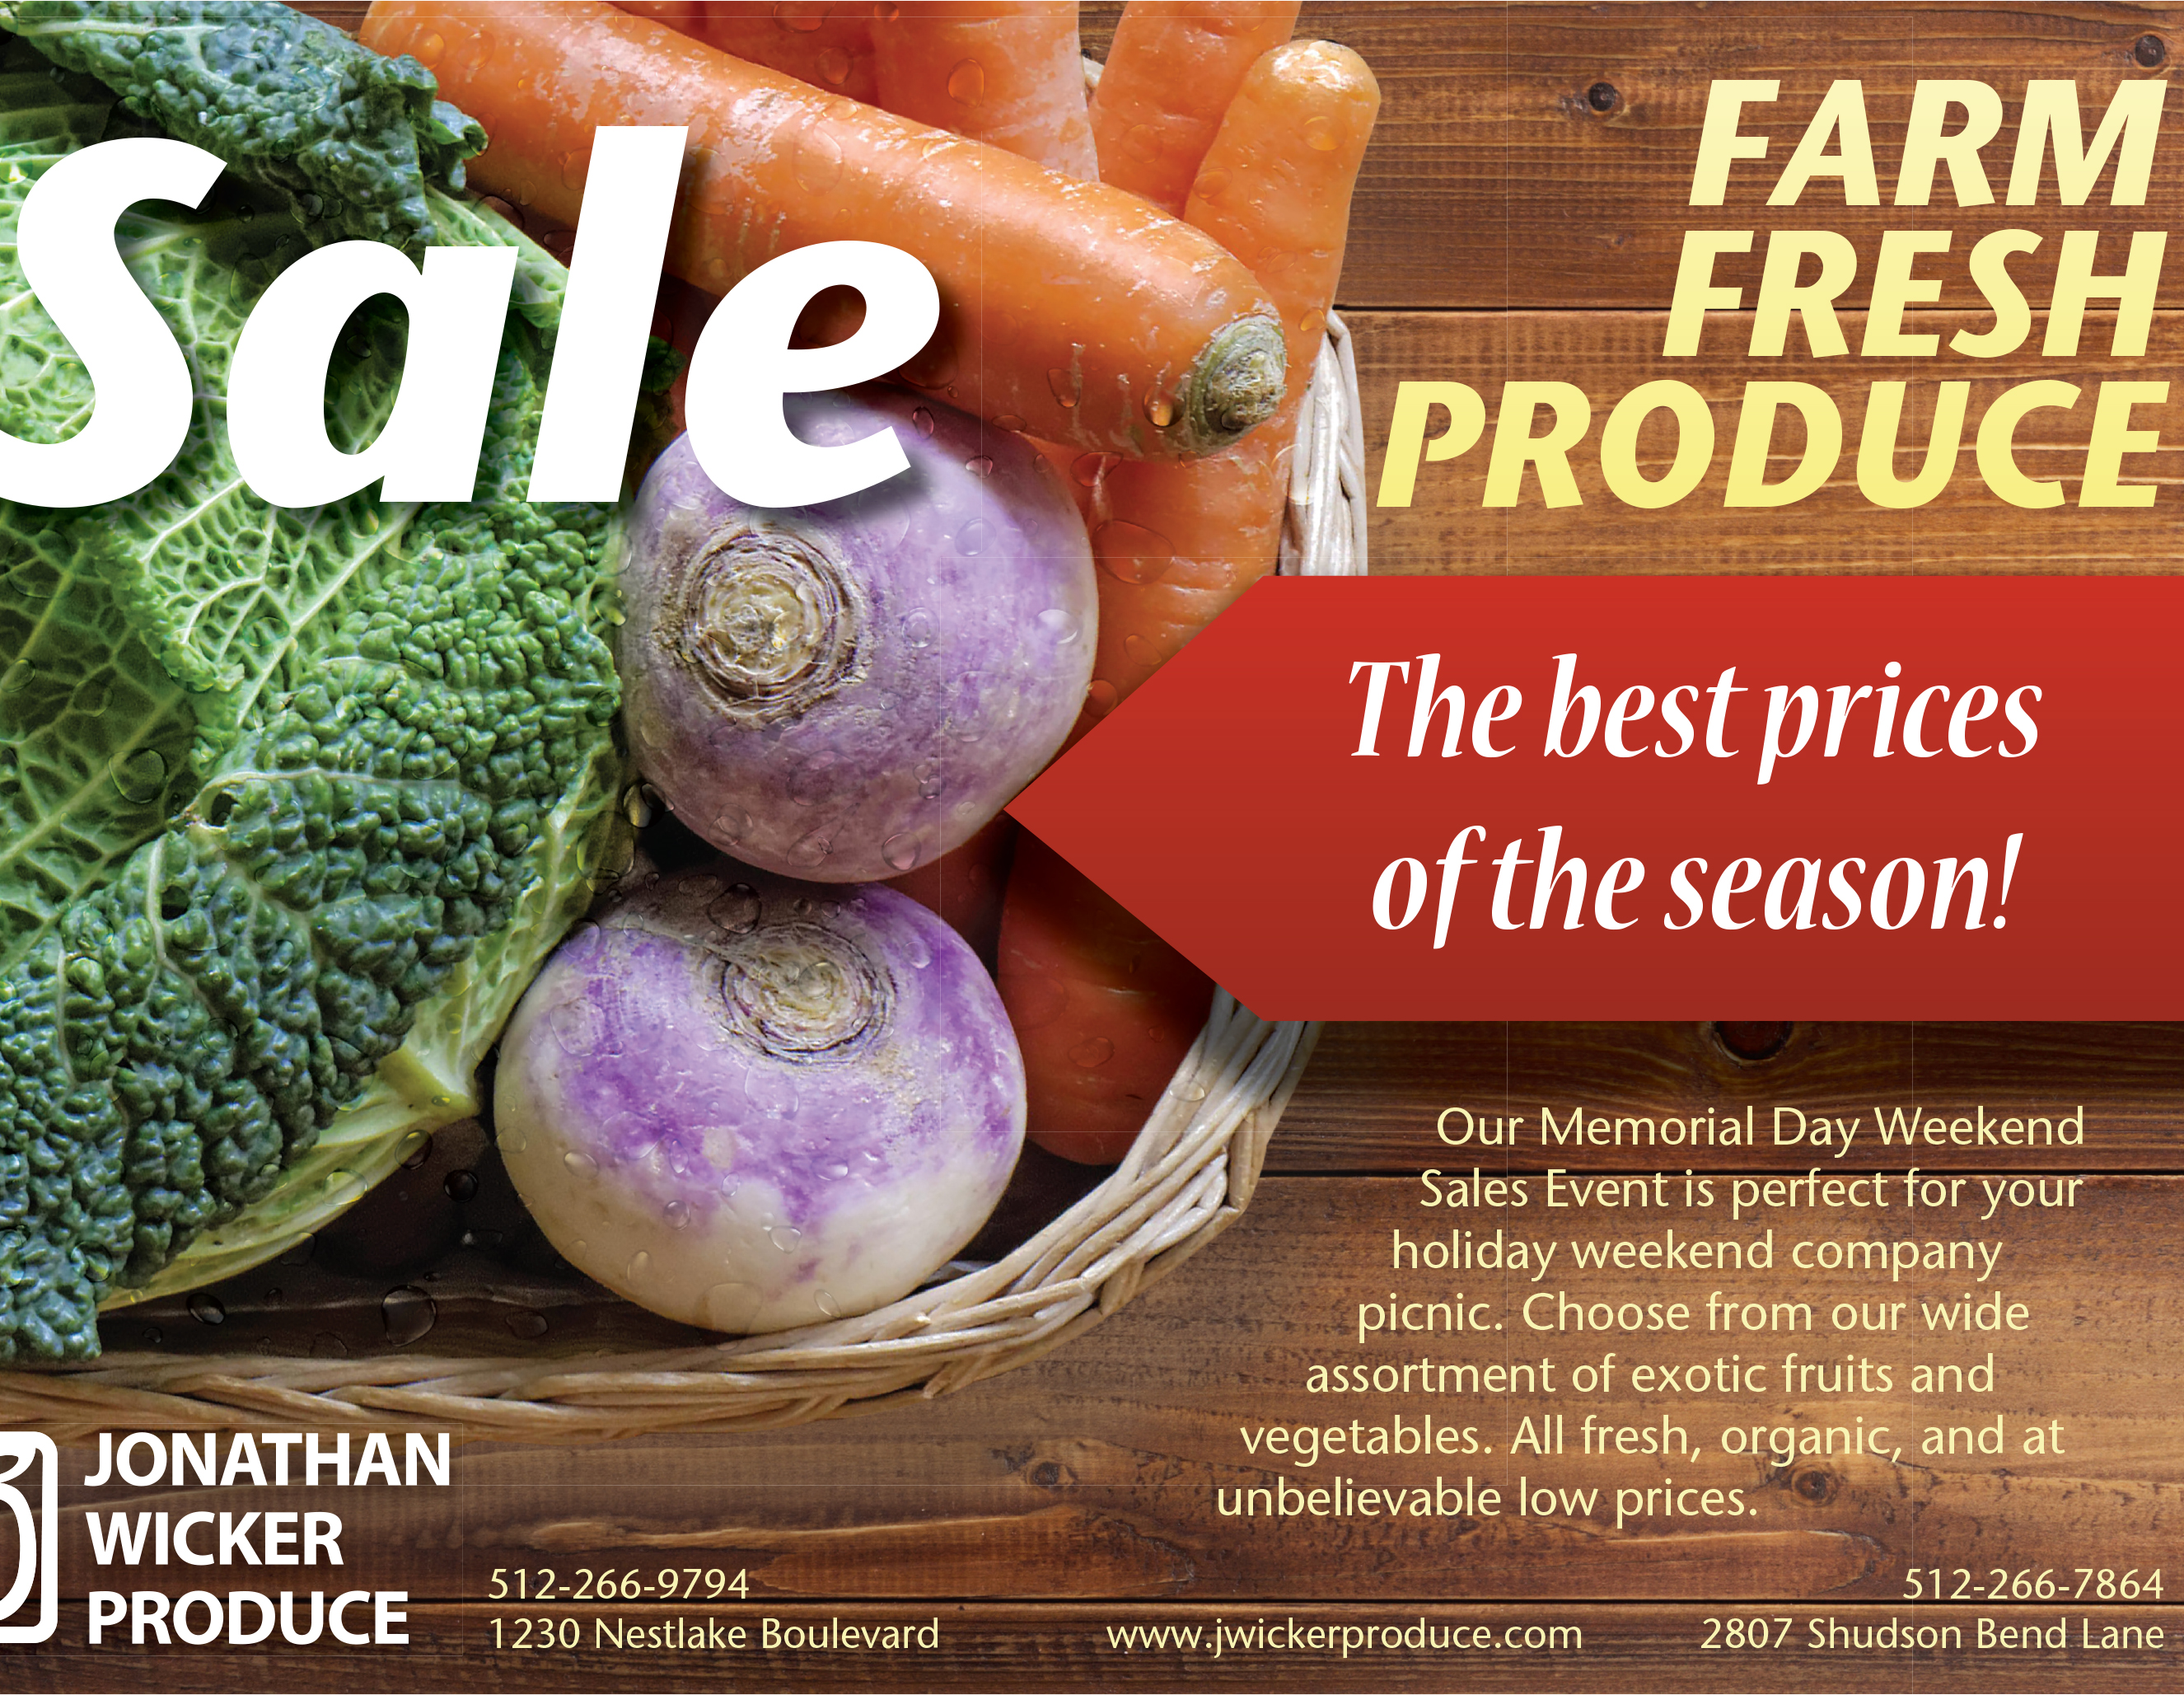 Sale
FARM
FRESH
PRODUCE
The best prices
of the season!
Our Memorial Day Weekend
Sales Event is perfect for your
holiday weekend company
picnic. Choose from our wide
assortment of exotic fruits and
vegetables. All fresh, organic, and at
unbelievable low prices.
JONATHAN
WICKER
PRODUCE
512-266-9794
1230 Nestlake Boulevard
www.jwickerproduce.com
512-266-7864
2807 Shudson Bend Lane